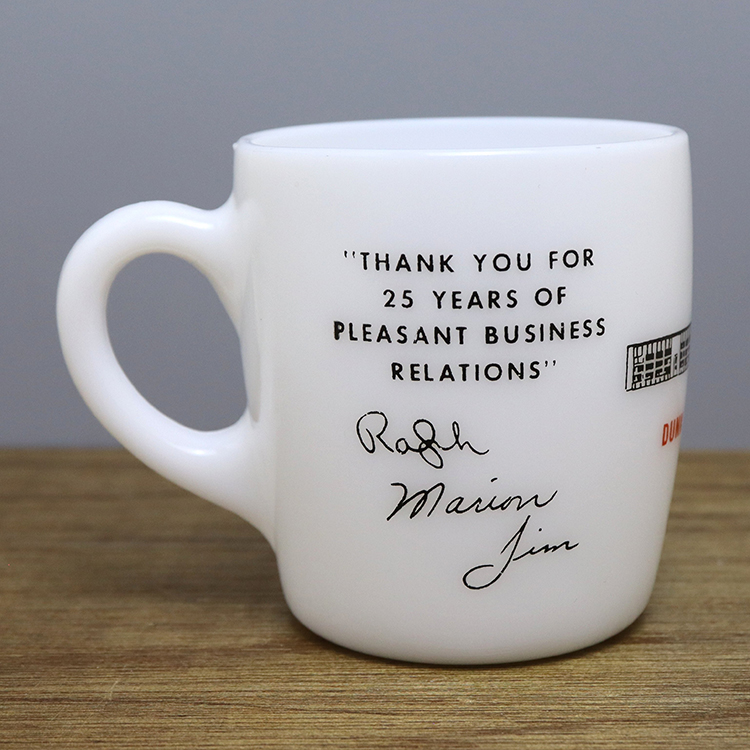 "THANK YOU FOR
25 YEARS OF
PLEASANT BUSINESS
RELATIONS"
Ralph
Marion
Jim